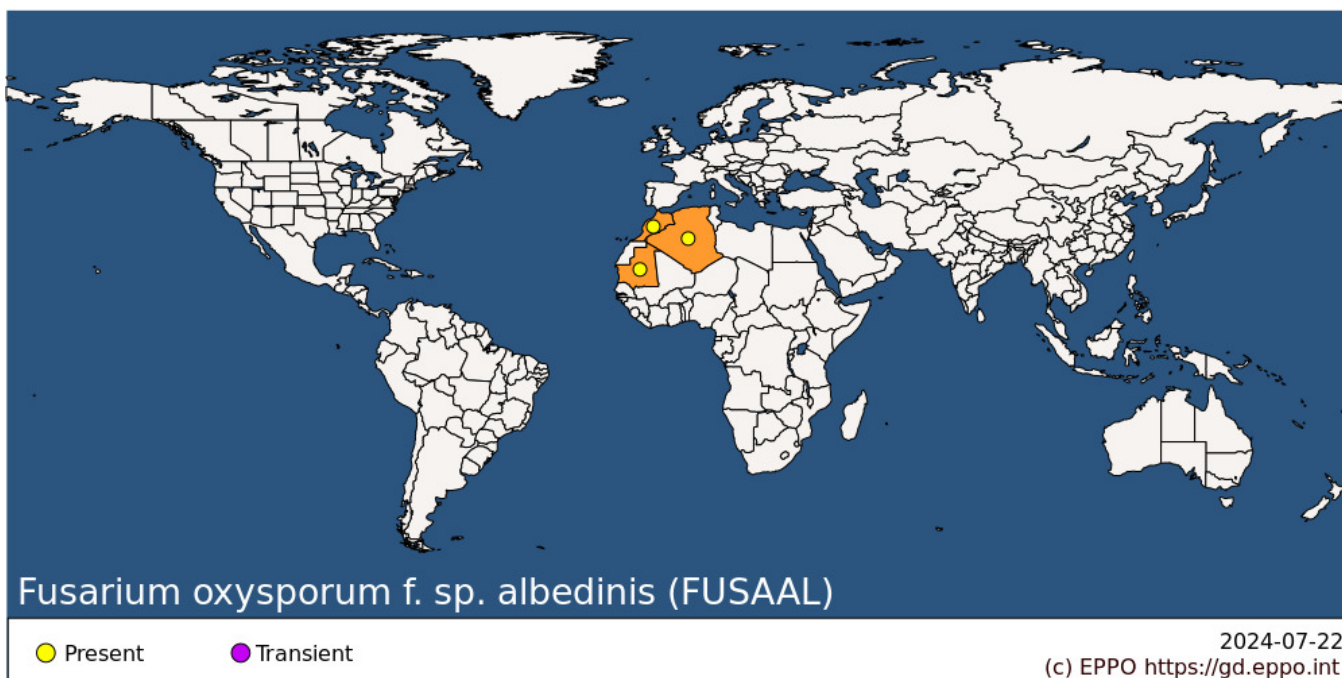 Fusarium oxysporum f. sp. albedinis (FUSAAL)
Present
Transient
2024-07-22
(c) EPPO https://gd.eppo.int